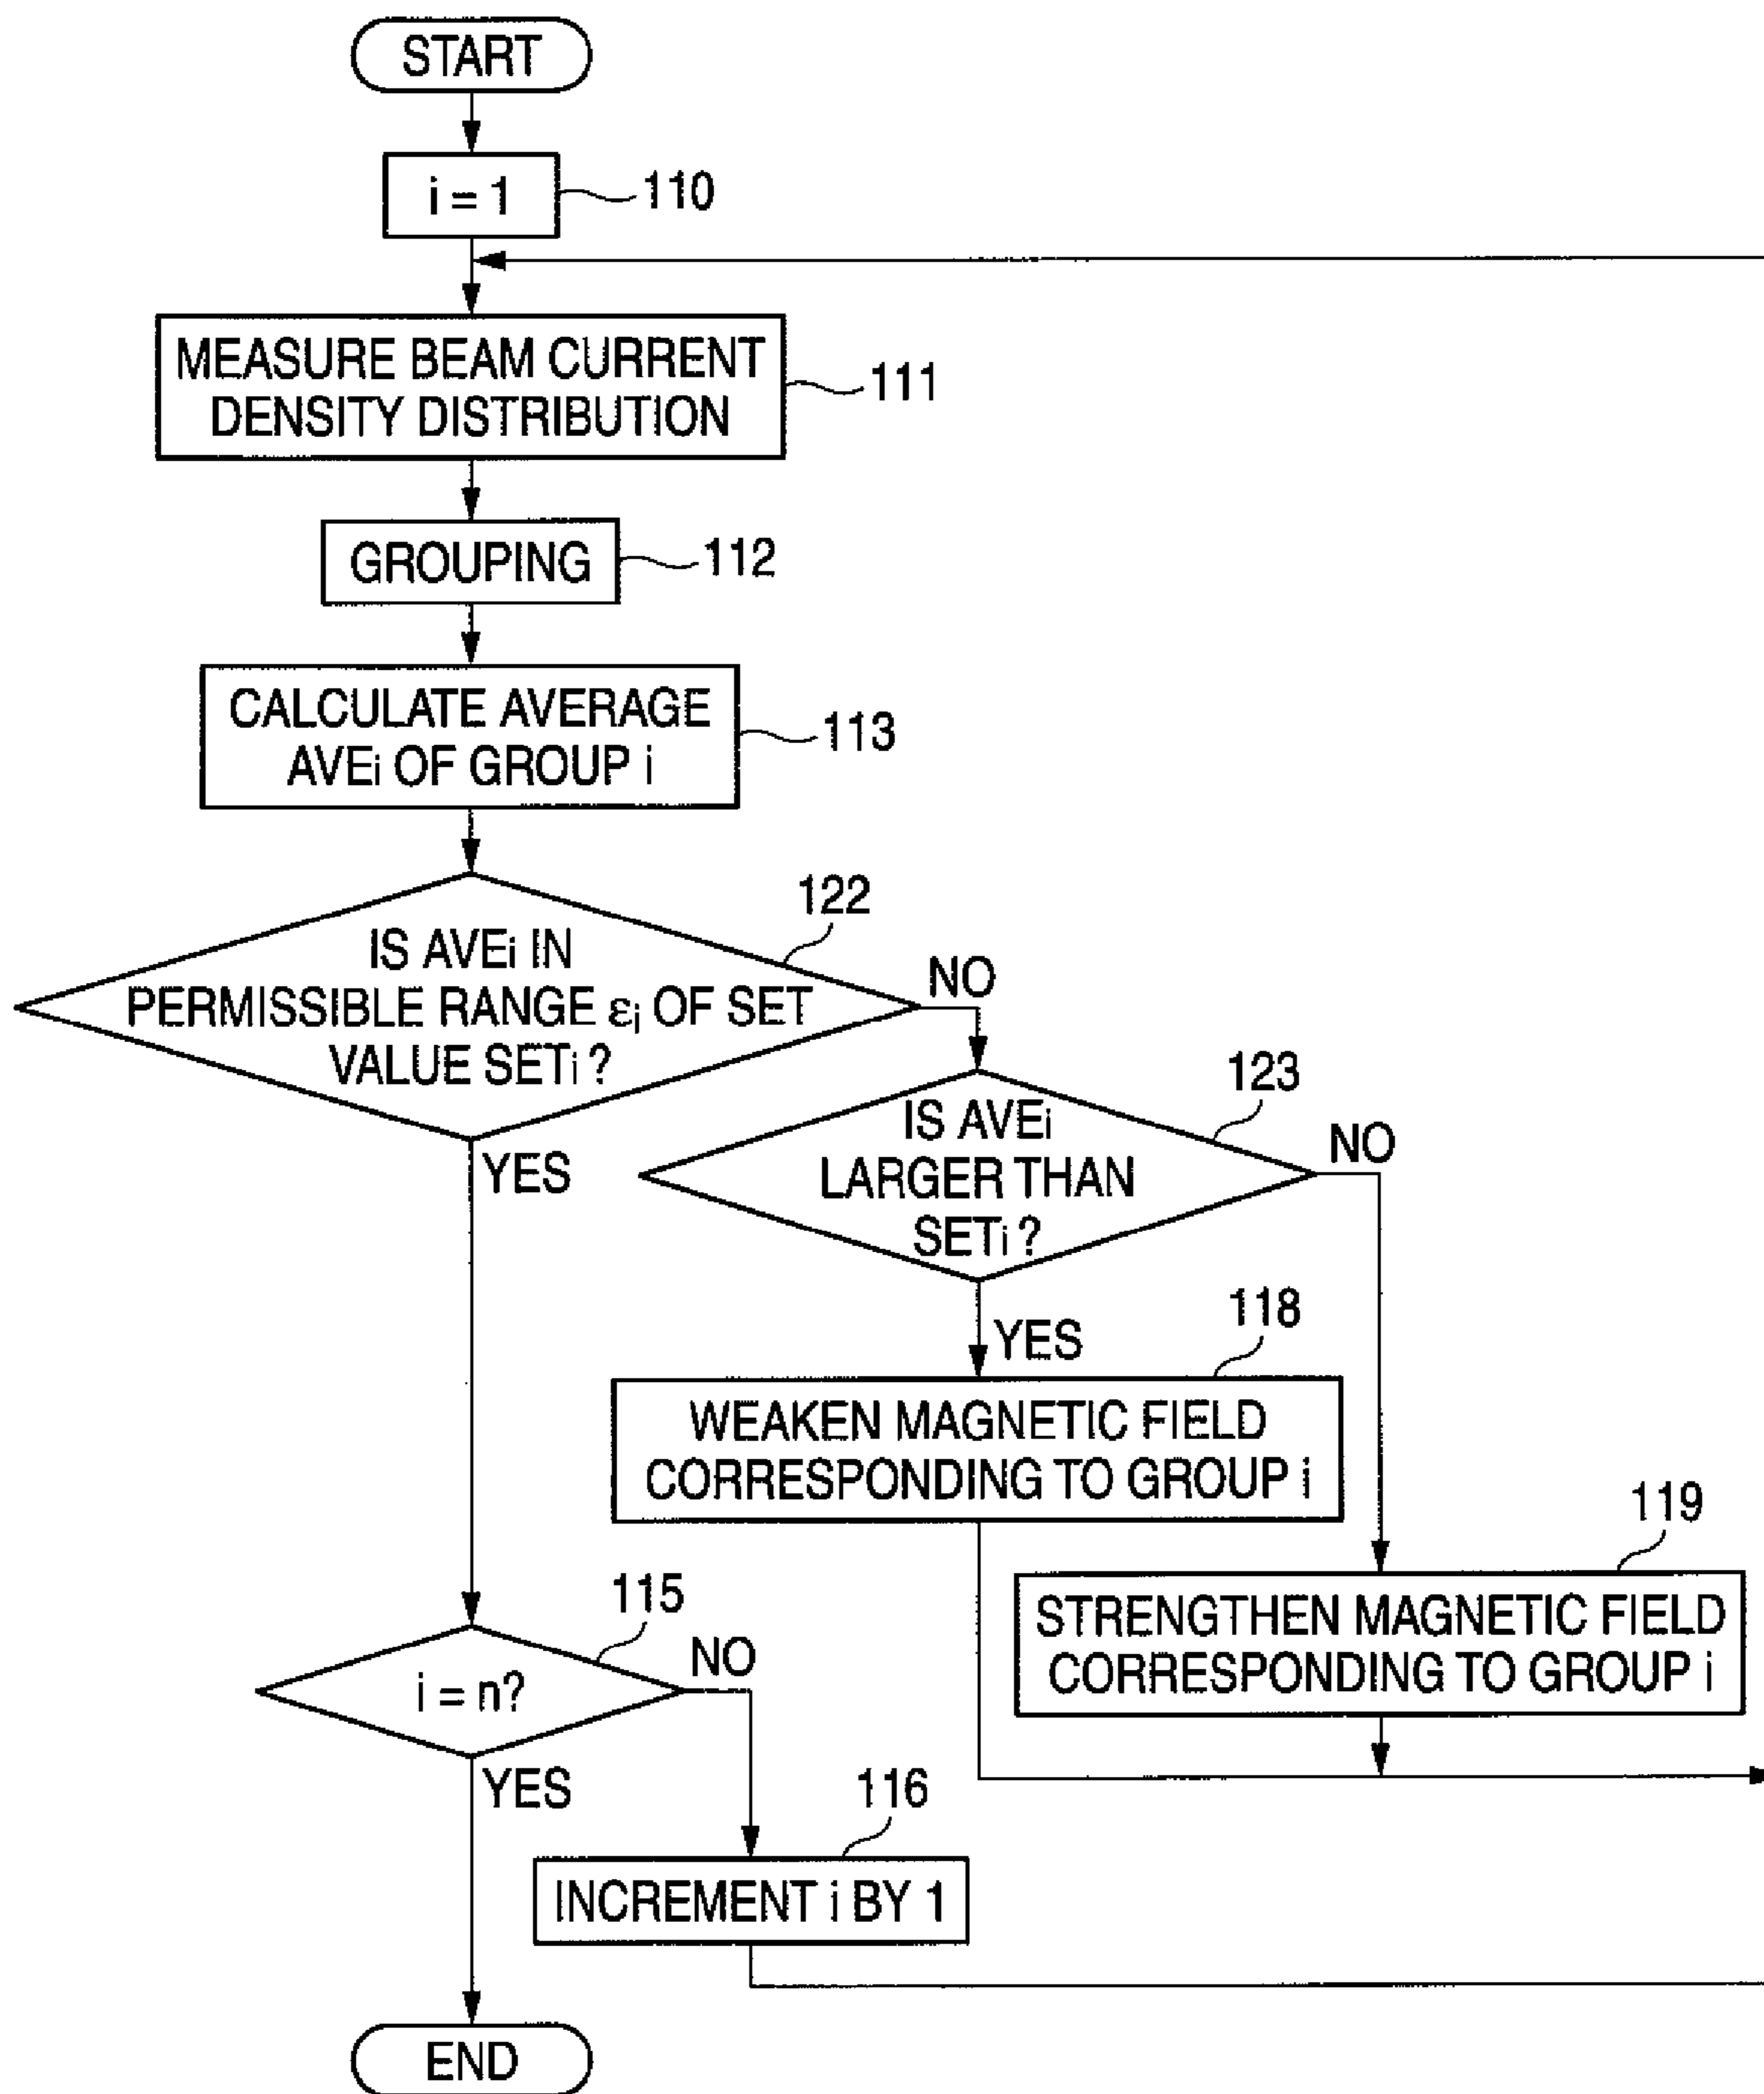 START
i = 1
110
MEASURE BEAM CURRENT
DENSITY DISTRIBUTION
111
GROUPING
112
CALCULATE AVERAGE
AVEi OF GROUP i
113
122
IS AVEi IN
PERMISSIBLE RANGE εi OF SET
VALUE SETi ?
NO
YES
123
IS AVEi
LARGER THAN
SETi ?
NO
YES
118
WEAKEN MAGNETIC FIELD
CORRESPONDING TO GROUP i
119
STRENGTHEN MAGNETIC FIELD
CORRESPONDING TO GROUP i
115
i = n?
NO
YES
116
INCREMENT i BY 1
END